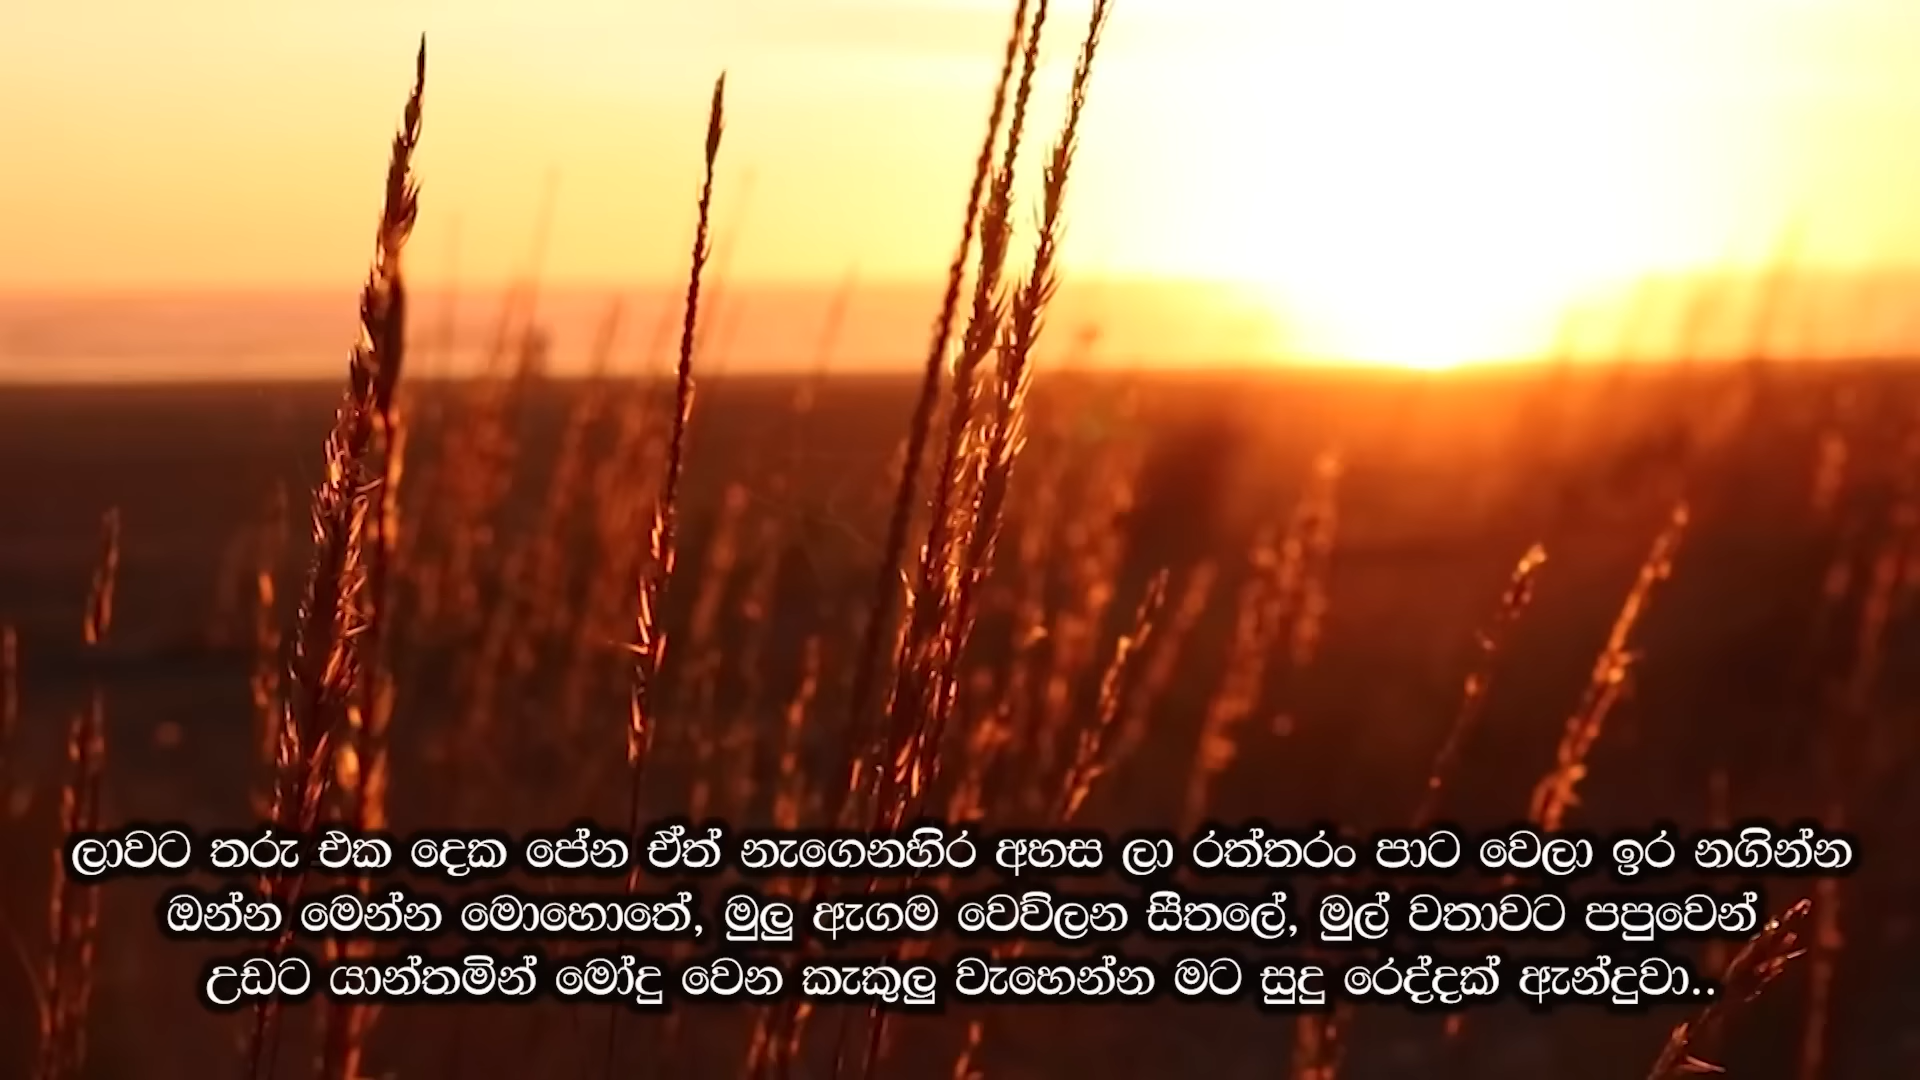 ලාවට තරු එක දෙක පේන ඒත් නැගෙනහිර අහස ලා රත්තරං පාට වෙලා ඉර නගින්න
ඔන්න මෙන්න මොහොතේ, මුලු ඇගම වෙව්ලන සීතලේ, මුල් වතාවට පපුවෙන්
උඩට යාන්තමින් මෝදු වෙන කැකුලු වැහෙන්න මට සුදු රෙද්දක් ඇන්දුවා..